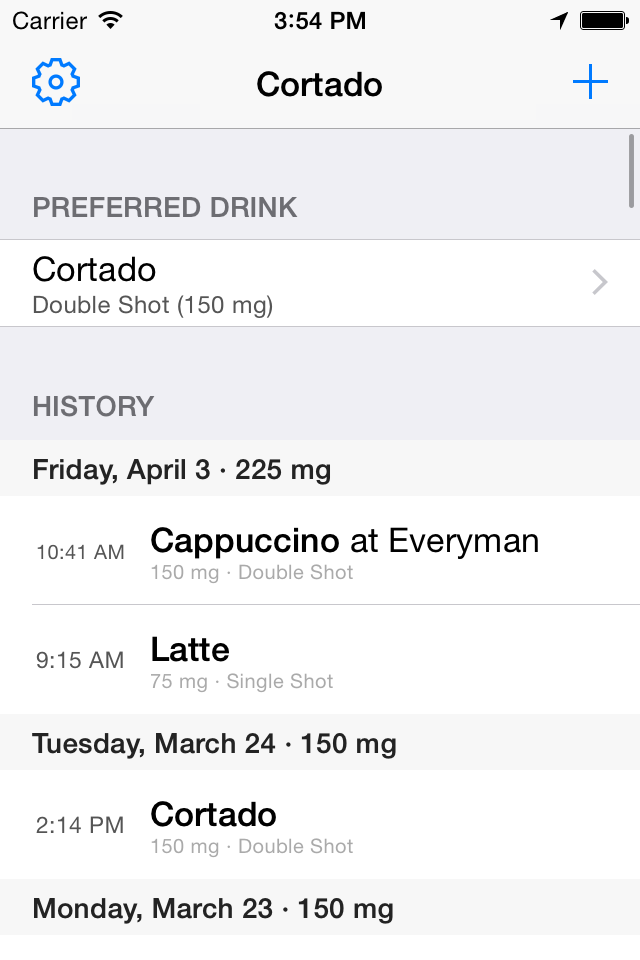 Carrier 3:54 PM
Cortado
PREFERRED DRINK
Cortado
Double Shot (150 mg)
HISTORY
Friday, April 3 · 225 mg
10:41 AM Cappuccino at Everyman
150 mg · Double Shot
9:15 AM Latte
75 mg · Single Shot
Tuesday, March 24 · 150 mg
2:14 PM Cortado
150 mg · Double Shot
Monday, March 23 · 150 mg